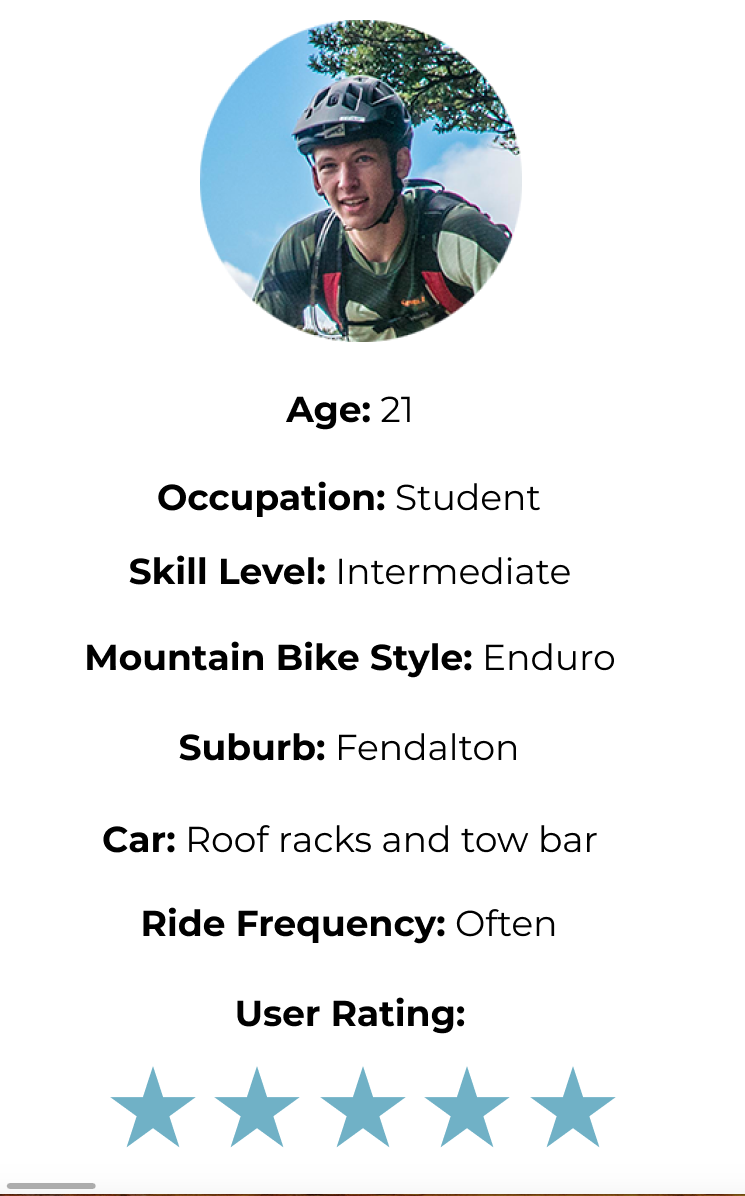 Age: 21
Occupation: Student
Skill Level: Intermediate
Mountain Bike Style: Enduro
Suburb: Fendalton
Car: Roof racks and tow bar
Ride Frequency: Often
User Rating: